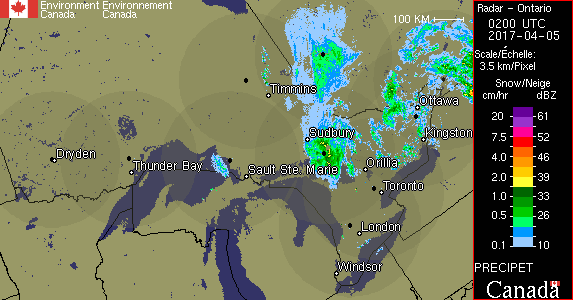 Environment Environnement
Canada Canada
100 KM
Radar - Ontario
0200 UTC
2017-04-05
Scale/Échelle:
3.5 km/Pixel
Snow/Neige
cm/hr dBZ
20 61
7.5 52
4.0 46
2.0 39
1.0 33
0.5 26
0.1 10
PRECIPET
Canada
Timmins
Ottawa
Sudbury
Kingston
Dryden
Thunder Bay
Sault Ste. Marie
Orillia
Toronto
London
Windsor